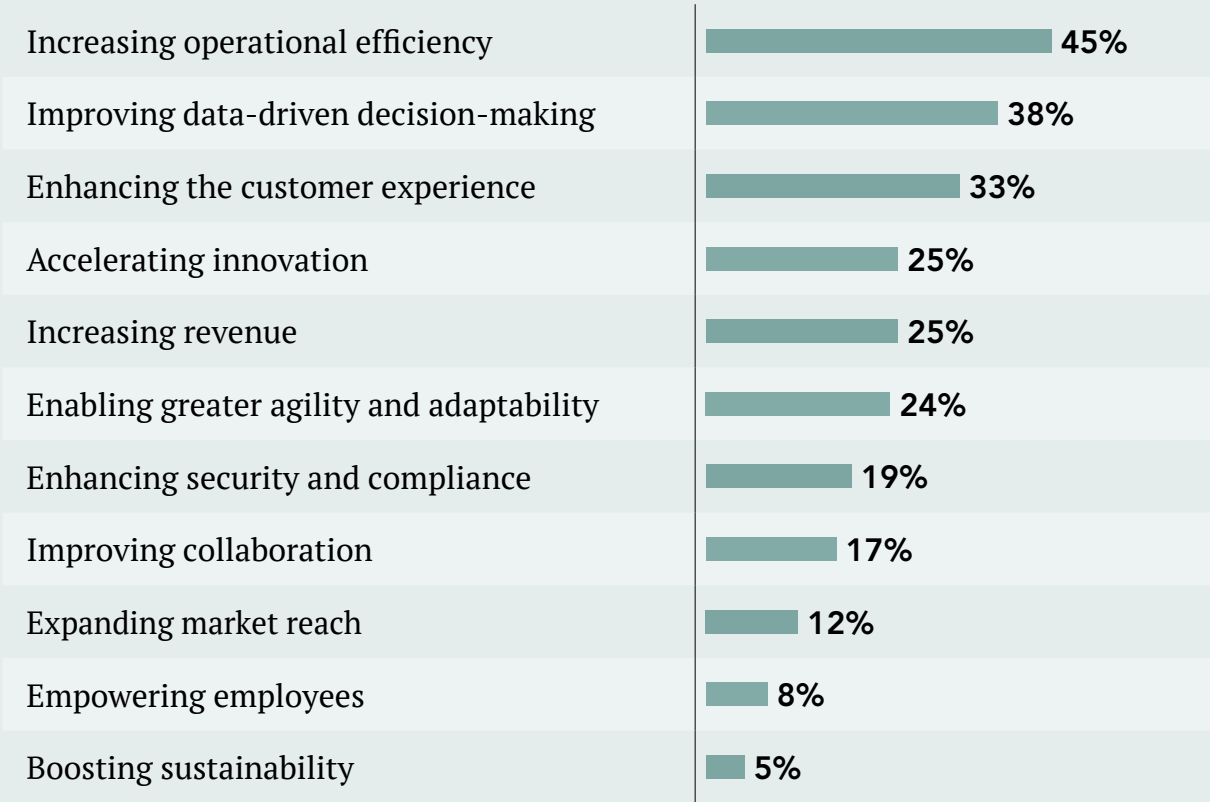 Increasing operational efficiency 45%
Improving data-driven decision-making 38%
Enhancing the customer experience 33%
Accelerating innovation 25%
Increasing revenue 25%
Enabling greater agility and adaptability 24%
Enhancing security and compliance 19%
Improving collaboration 17%
Expanding market reach 12%
Empowering employees 8%
Boosting sustainability 5%